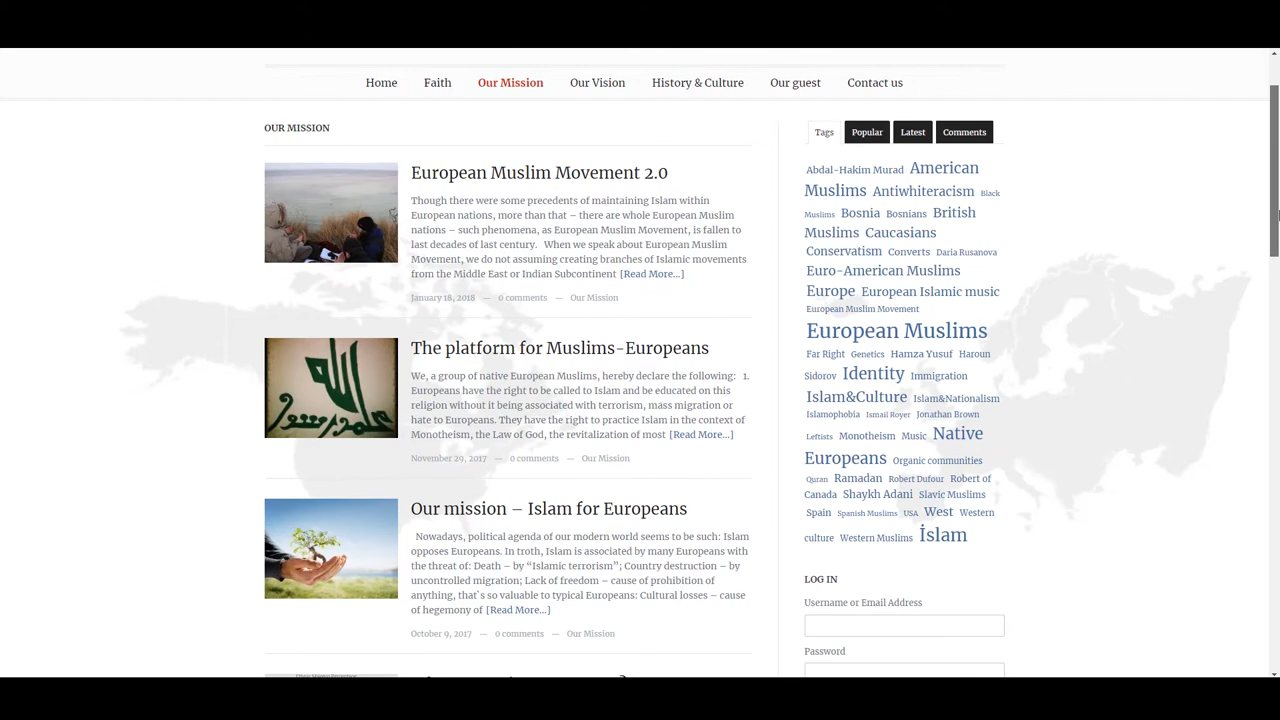 Home Faith Our Mission Our Vision History & Culture Our guest Contact us
OUR MISSION
European Muslim Movement 2.0
Though there were some precedents of maintaining Islam within
European nations, more than that – there are whole European Muslim
nations – such phenomena, as European Movement, is fallen to
last decades of last century. When we speak about European Muslim
Movement, we do not assuming creating branches of Islamic movements
from the Middle East or Indian Subcontinent [Read More...]
January 18, 2018 — 0 comments — Our Mission
The platform for Muslims-Europeans
We, a group of native European Muslims, hereby declare the following: 1.
Europeans have the right to be called to Islam and be educated on this
religion without it being associated with terrorism, mass migration or
hate to Europeans. They have the right to practice Islam in the context of
Monotheism, the Law of God, the revitalization of most [Read More...]
November 29, 2017 — 0 comments — Our Mission
Our mission – Islam for Europeans
Nowadays, political agenda of our modern world seems to be such: Islam
opposes Europeans. In truth, Islam is associated by many Europeans with
the threat of: Death – by “Islamic terrorism”; Country destruction – by
uncontrolled migration; Lack of freedom – cause of prohibition of
anything, that`s so valuable to typical Europeans: Cultural losses – cause
of hegemony of [Read More...]
October 9, 2017 — 0 comments — Our Mission
Tags Popular Latest Comments
Abdal-Hakim Murad American
Muslims Antiwhiteracism Black
Muslims Bosnia Bosnians British
Muslims Caucasians
Conservatism Converts Daria Rusanova
Euro-American Muslims
Europe European Islamic music
European Muslim Movement
European Muslims
Far Right Genetics Hamza Yusuf Haroun
Sidorov Identity Immigration
Islam&Culture Islam&Nationalism
Islamophobia Ismail Royer Jonathan Brown
Leftists Monotheism Music Native
Europeans Organic communities
Quran Ramadan Robert Dufour Robert of
Canada Shaykh Adani Slavic Muslims
Spain Spanish Muslims USA West Western
culture Western Muslims İslam
LOG IN
Username or Email Address
Password